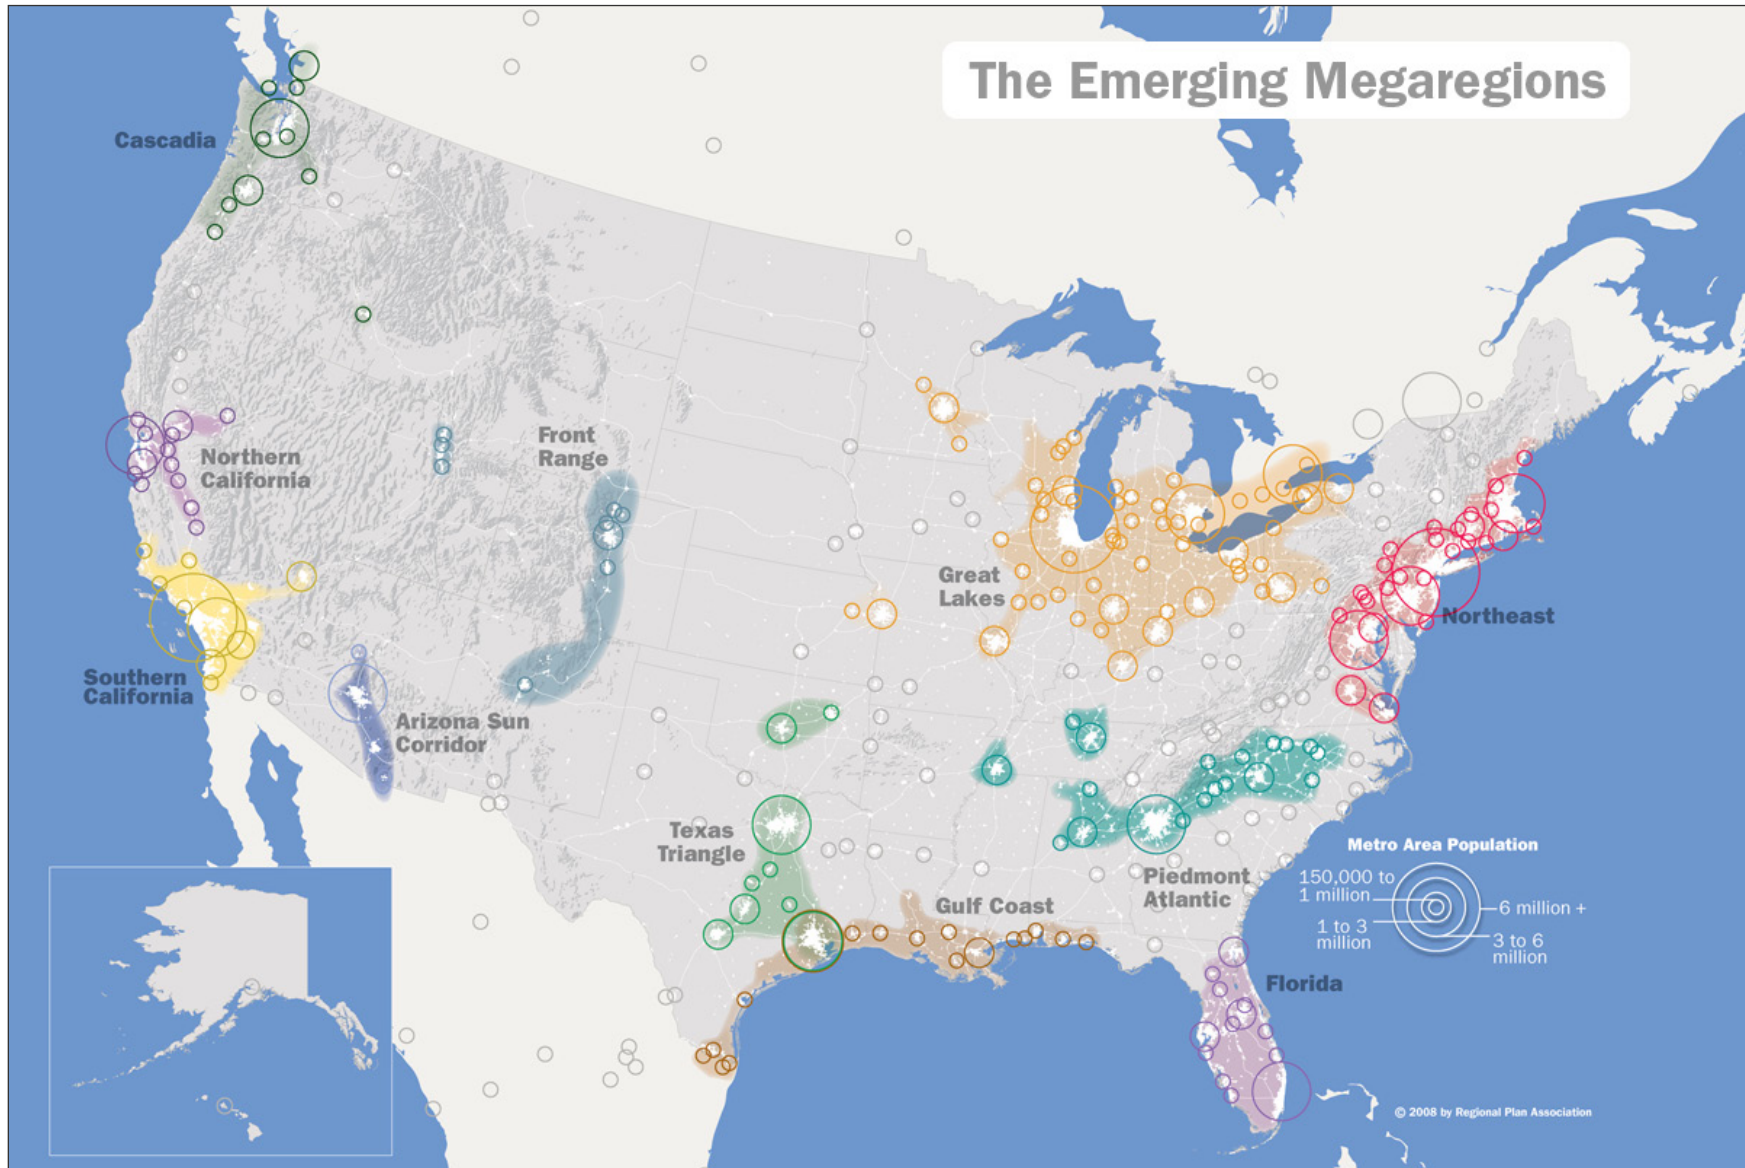 The Emerging Megaregions
Cascadia
Northern
California
Front
Range
Great
Lakes
Northeast
Southern
California
Arizona Sun
Corridor
Texas
Triangle
Gulf Coast
Piedmont
Atlantic
Florida
Metro Area Population
150,000 to
1 million
1 to 3
million
6 million +
3 to 6
million
© 2008 by Regional Plan Association